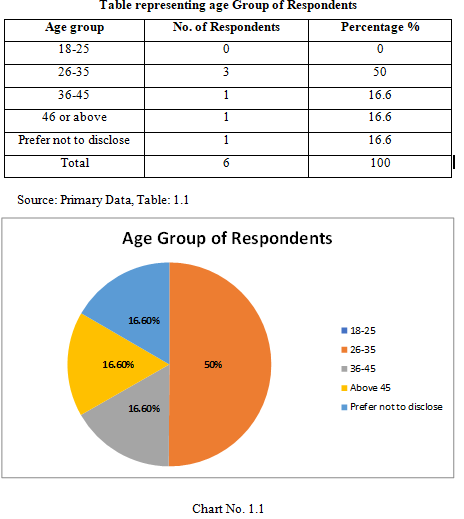 Table representing age Group of Respondents
Age group No. of Respondents Percentage %
18-25 0 0
26-35 3 50
36-45 1 16.6
46 or above 1 16.6
Prefer not to disclose 1 16.6
Total 6 100
Source: Primary Data, Table: 1.1
Age Group of Respondents
16.60%
16.60%
16.60%
50%
18-25
26-35
36-45
Above 45
Prefer not to disclose
Chart No. 1.1